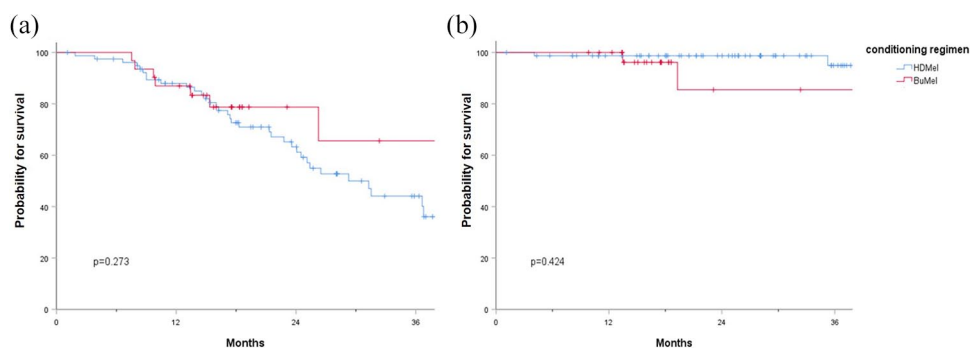 (a)
Probability for survival
100
80
60
40
20
0
p=0.273
0
12
24
36
Months
(b)
Probability for survival
100
80
60
40
20
0
p=0.424
0
12
24
36
Months
conditioning regimen
HDMel
BuMel